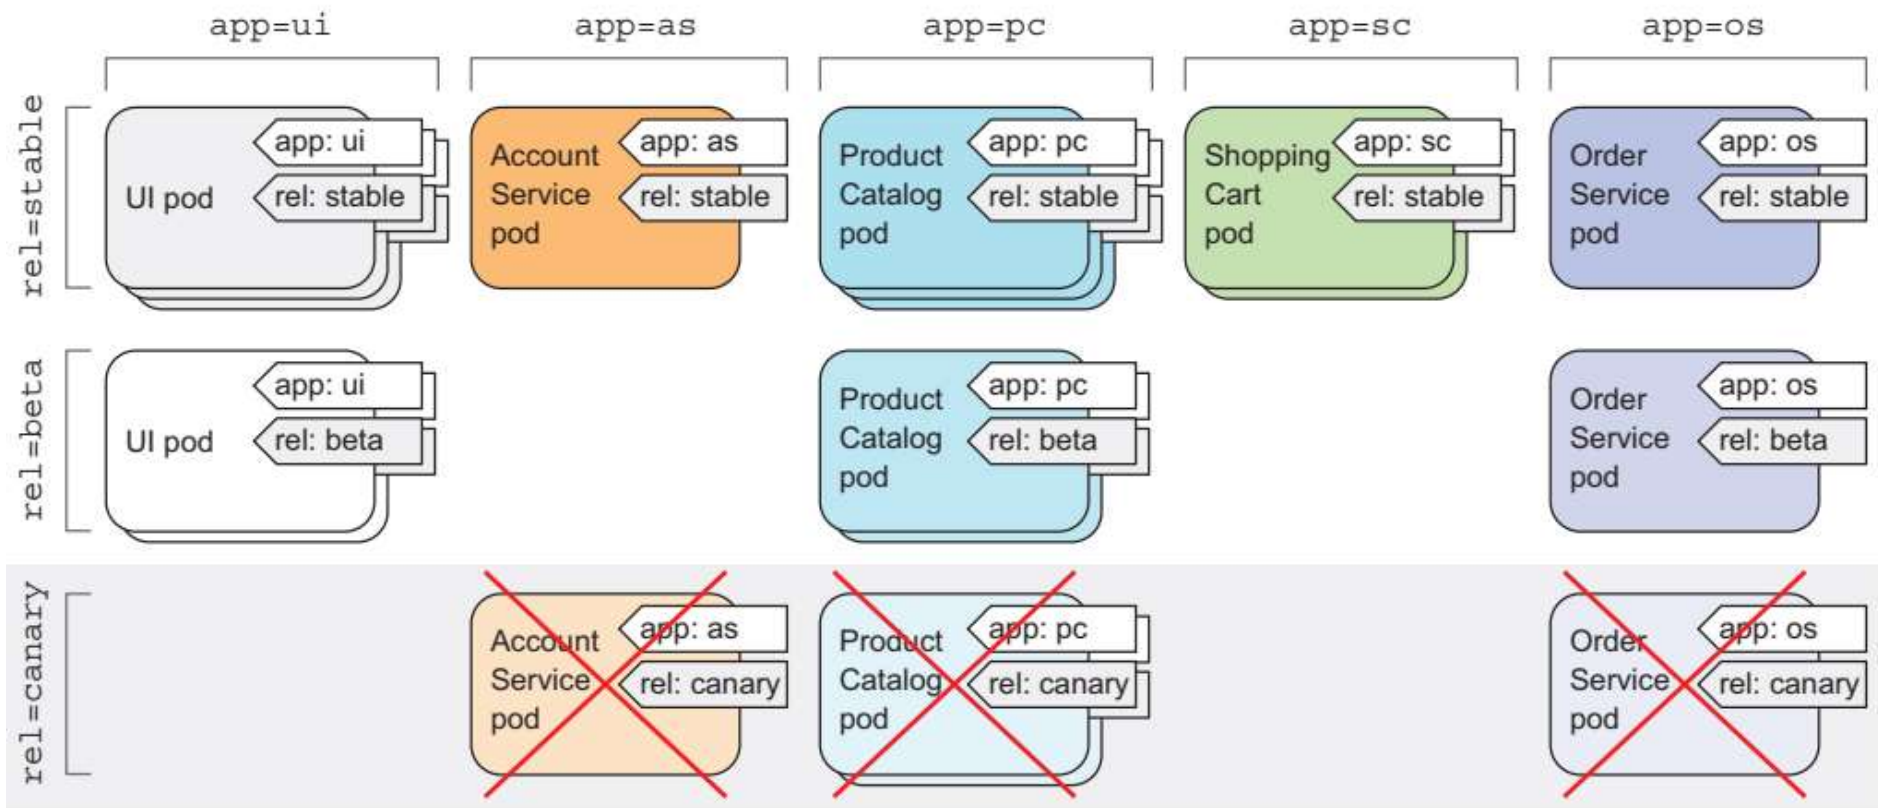 app=ui
app=as
app=pc
app=sc
app=os
rel=stable
UI pod
app: ui
rel: stable
Account
Service
pod
app: as
rel: stable
Product
Catalog
pod
app: pc
rel: stable
Shopping
Cart
pod
app: sc
rel: stable
Order
Service
pod
app: os
rel: stable
rel=beta
UI pod
app: ui
rel: beta
Product
Catalog
pod
app: pc
rel: beta
Order
Service
pod
app: os
rel: beta
rel=canary
Account
Service
pod
app: as
rel: canary
Product
Catalog
pod
app: pc
rel: canary
Order
Service
pod
app: os
rel: canary